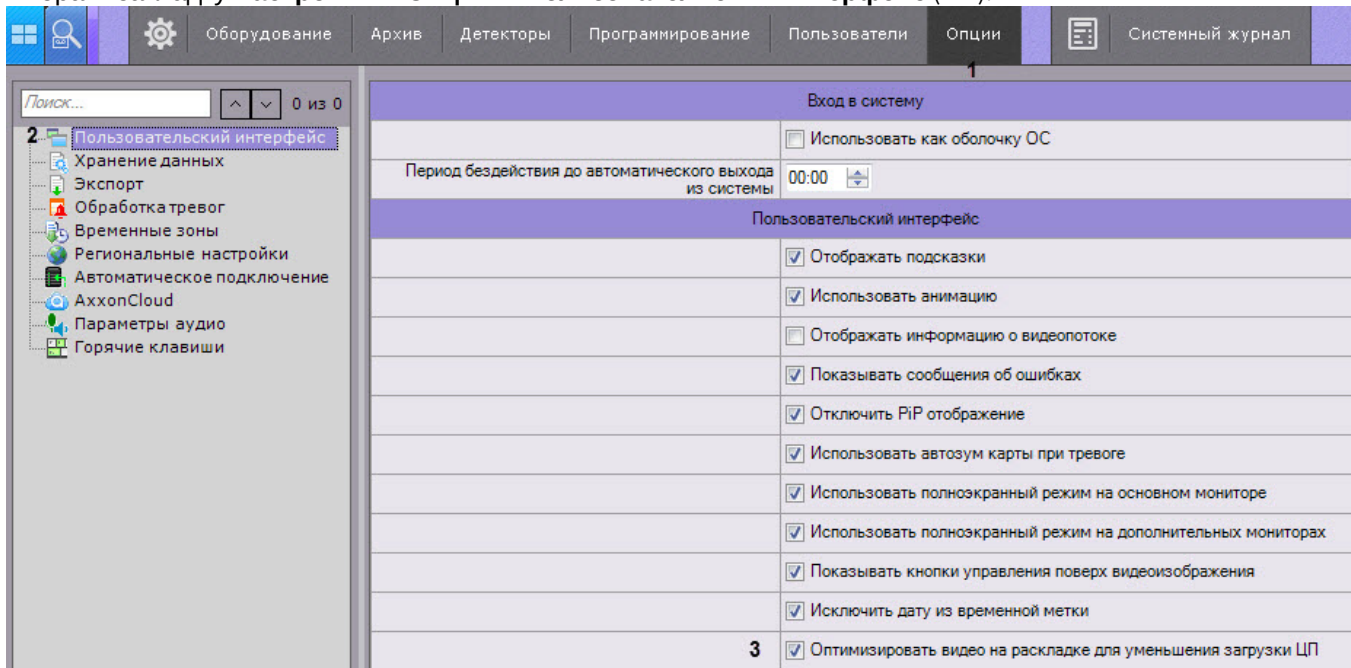 Оборудование Архив Детекторы Программирование Пользователи Опции Системный журнал
1
Поиск... 0 из 0
2 Пользовательский интерфейс
Хранение данных
Экспорт
Обработка тревог
Временные зоны
Региональные настройки
Автоматическое подключение
AxxonCloud
Параметры аудио
Горячие клавиши
Вход в систему
Использовать как оболочку ОС
Период бездействия до автоматического выхода
из системы
00:00
Пользовательский интерфейс
Отображать подсказки
Использовать анимацию
Отображать информацию о видеопотоке
Показывать сообщения об ошибках
Отключить PiP отображение
Использовать автозум карты при тревоге
Использовать полноэкранный режим на основном мониторе
Использовать полноэкранный режим на дополнительных мониторах
Показывать кнопки управления поверх видеоизображения
Исключить дату из временной метки
3 Оптимизировать видео на раскладке для уменьшения загрузки ЦП